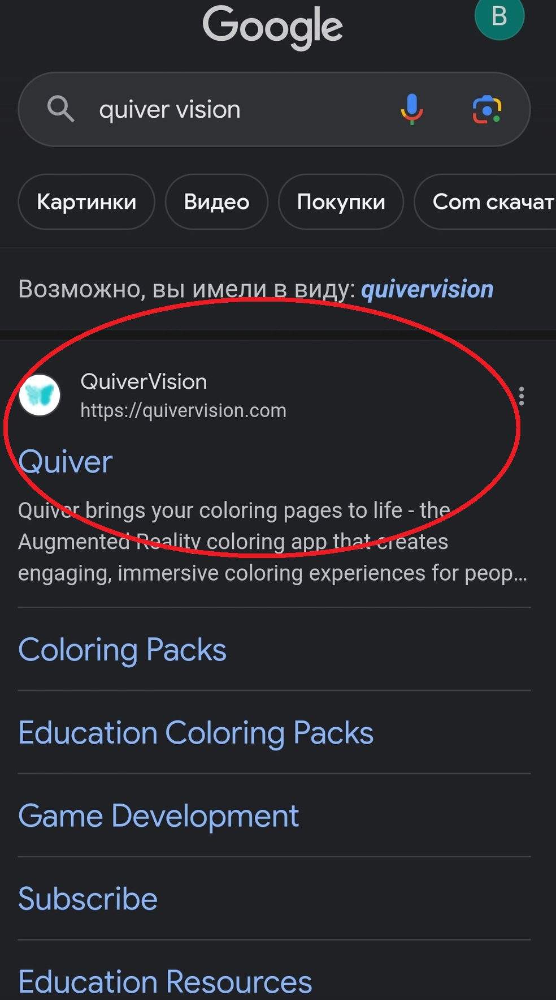 Google
B
quiver vision
Картинки Видео Покупки Com скачат
Возможно, вы имели в виду: quivervision
QuiverVision
https://quivervision.com
Quiver
Quiver brings your coloring pages to life - the
Augmented Reality coloring app that creates
engaging, immersive coloring experiences for peop...
Coloring Packs
Education Coloring Packs
Game Development
Subscribe
Education Resources